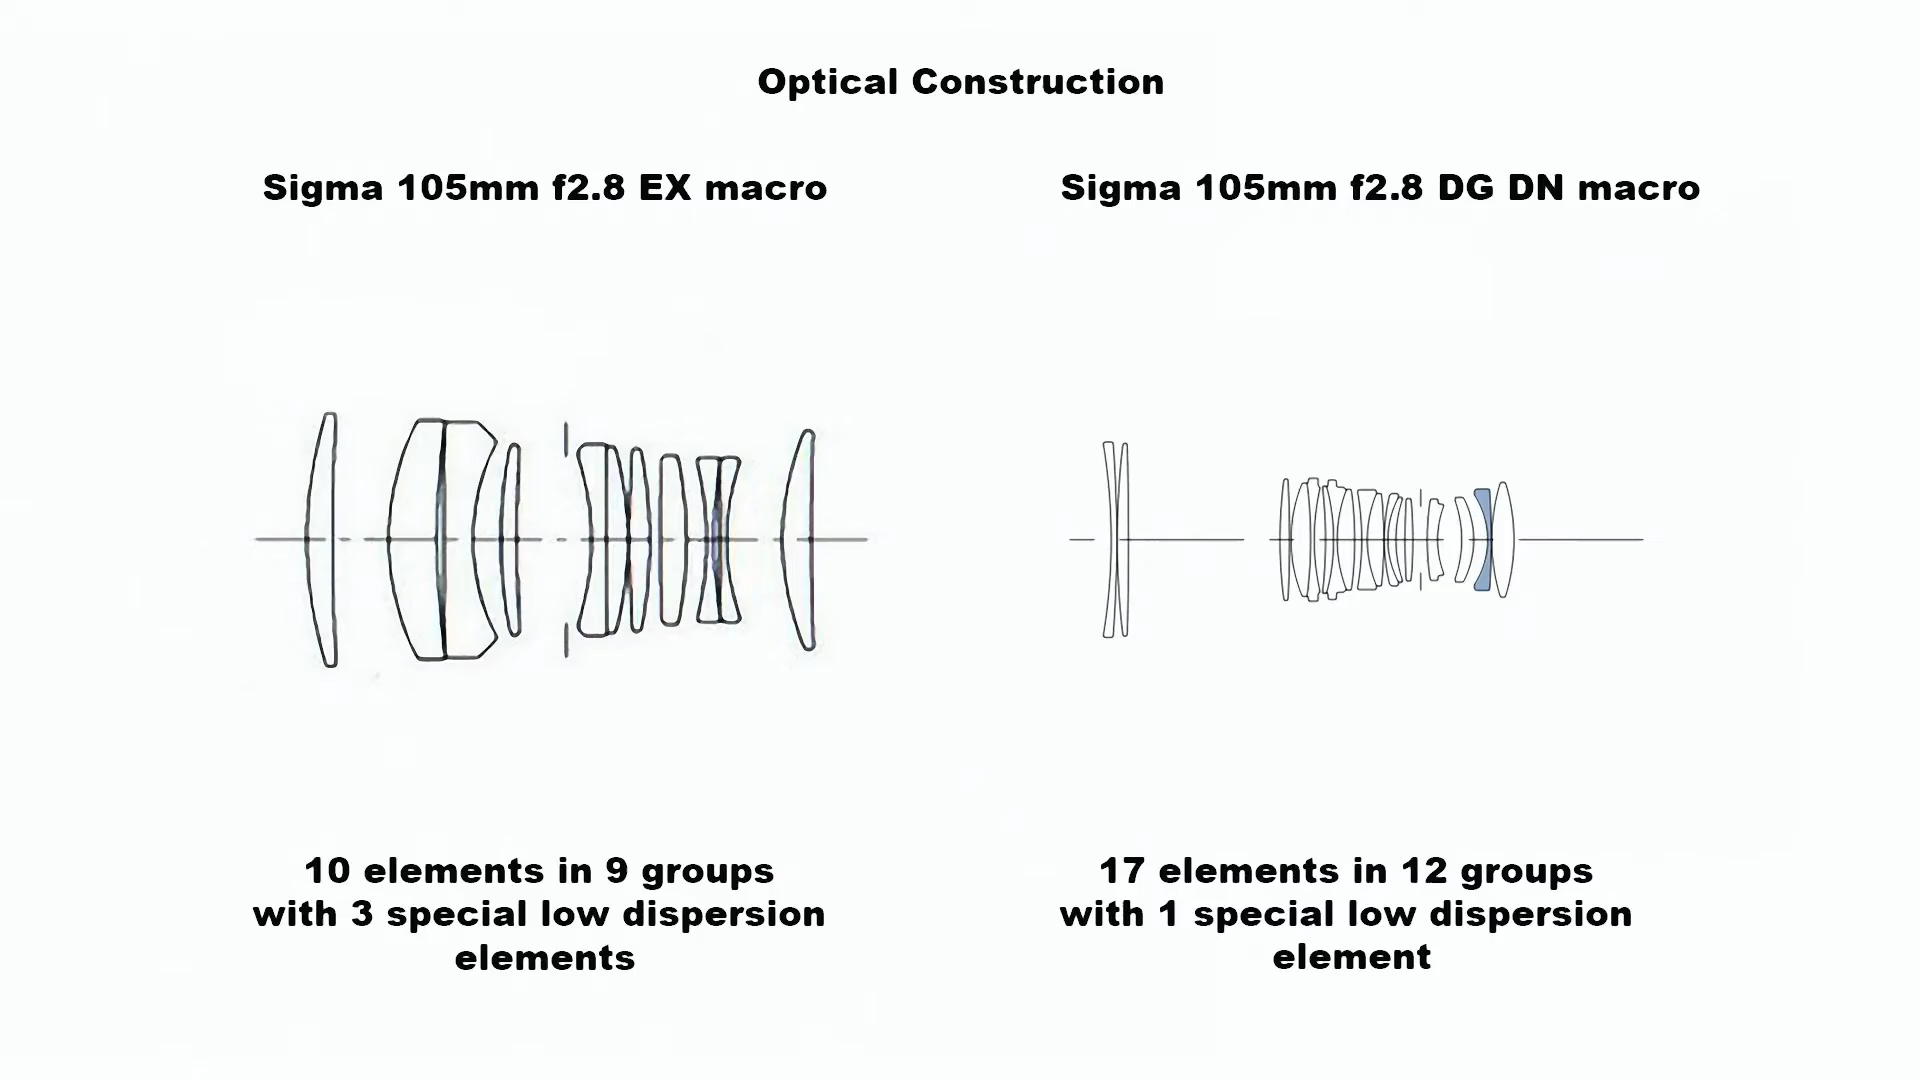 Optical Construction
Sigma 105mm f2.8 EX macro
Sigma 105mm f2.8 DG DN macro
10 elements in 9 groups
with 3 special low dispersion
elements
17 elements in 12 groups
with 1 special low dispersion
element